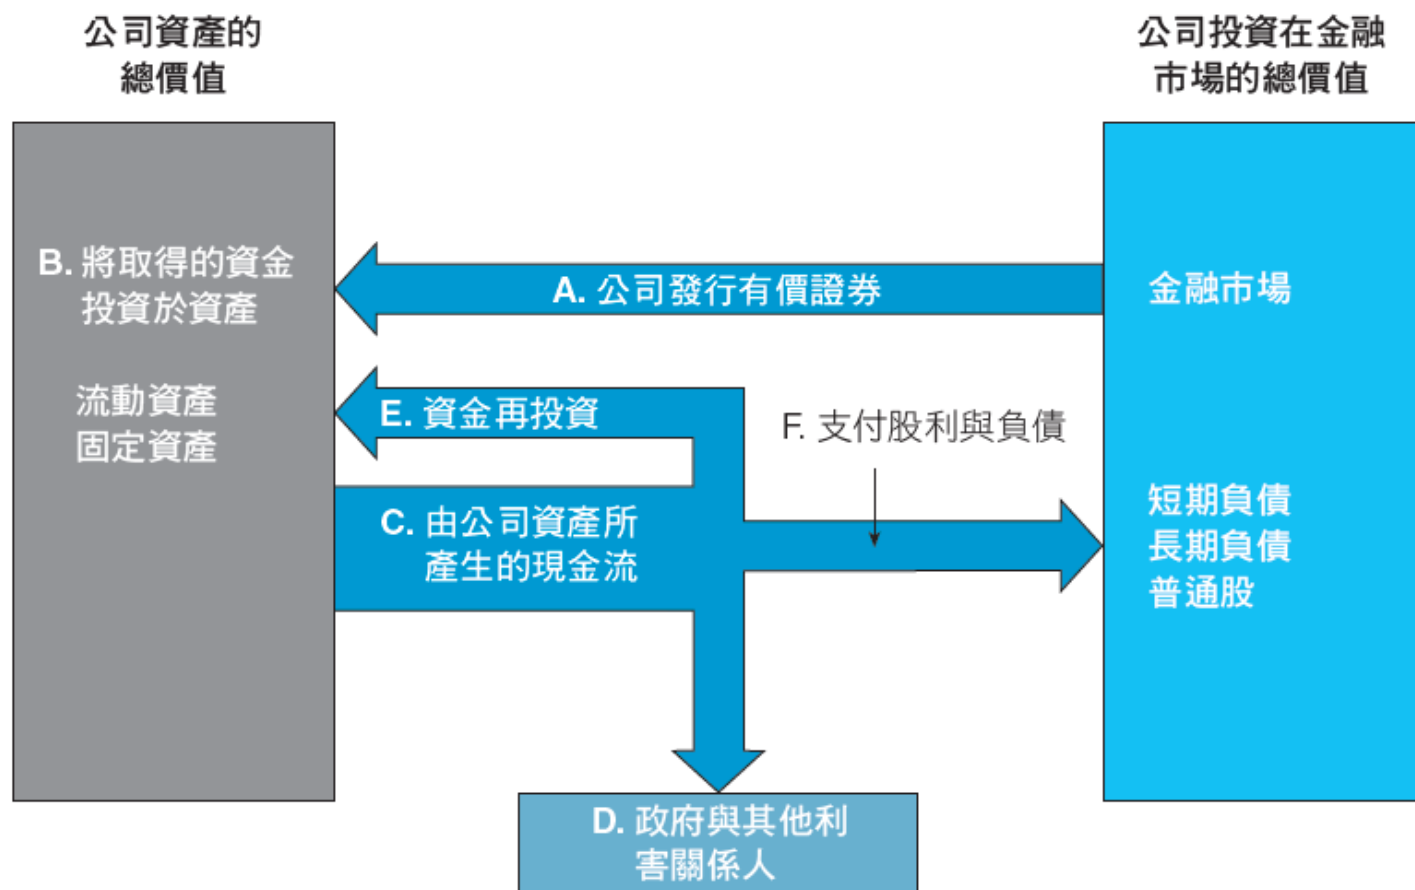 公司資產的
總價值
公司投資在金融
市場的總價值
B. 將取得的資金
投資於資產
流動資產
固定資產
A. 公司發行有價證券
金融市場
E. 資金再投資
F. 支付股利與負債
C. 由公司資產所
產生的現金流
短期負債
長期負債
普通股
D. 政府與其他利
害關係人